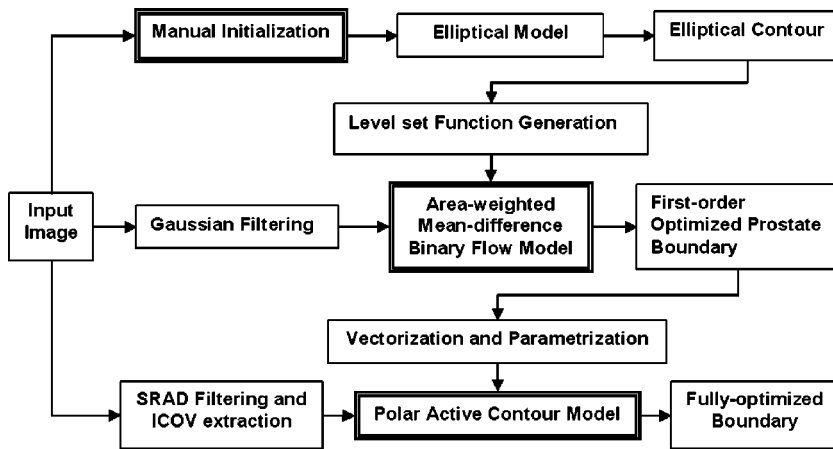 Manual Initialization
Elliptical Model
Elliptical Contour
Level set Function Generation
Input
Image
Gaussian Filtering
Area-weighted
Mean-difference
Binary Flow Model
First-order
Optimized Prostate
Boundary
Vectorization and Parametrization
SRAD Filtering and
ICOV extraction
Polar Active Contour Model
Fully-optimized
Boundary